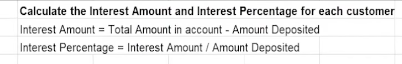 Calculate the Interest Amount and Interest Percentage for each customer
Interest Amount = Total Amount in account - Amount Deposited
Interest Percentage = Interest Amount / Amount Deposited